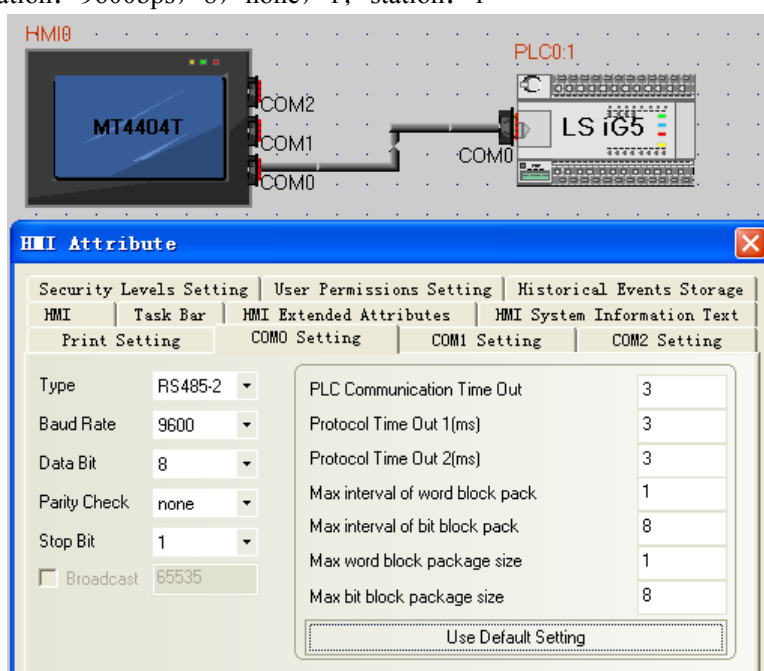 9600bps, 8, none, 1, station: 1
HMI0
PLC0:1
COM2
MT4404T
COM1
LS iG5
COM0
COM0
HMI Attribute
Security Levels Setting
User Permissions Setting
Historical Events Storage
HMI
Task Bar
HMI Extended Attributes
HMI System Information Text
Print Setting
COM0 Setting
COM1 Setting
COM2 Setting
Type
RS485-2
PLC Communication Time Out
3
Baud Rate
9600
Protocol Time Out 1(ms)
3
Data Bit
8
Protocol Time Out 2(ms)
3
Parity Check
none
Max interval of word block pack
1
Stop Bit
1
Max interval of bit block pack
8
Broadcast
65535
Max word block package size
1
Max bit block package size
8
Use Default Setting